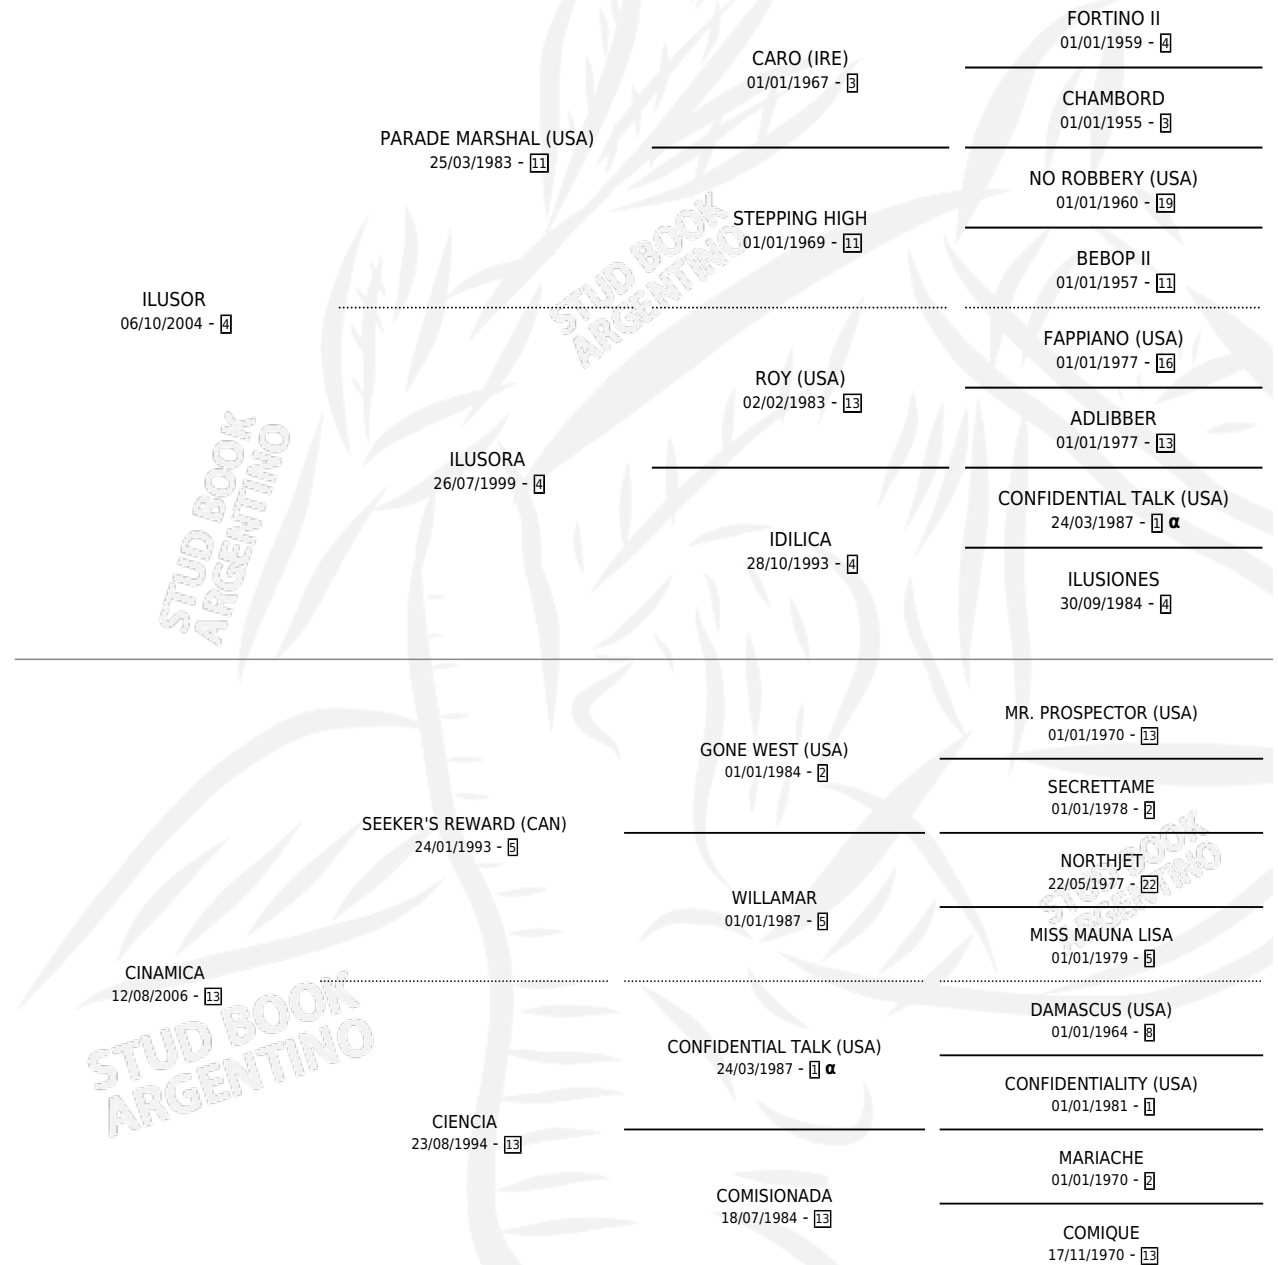 FORTINO II
01/01/1959 - 4
CARO (IRE)
01/01/1967 - 3
CHAMBORD
01/01/1955 - 3
PARADE MARSHAL (USA)
25/03/1983 - 11
NO ROBBERY (USA)
01/01/1960 - 19
STEPPING HIGH
01/01/1969 - 11
BEBOP II
01/01/1957 - 11
ILUSOR
06/10/2004 - 4
FAPPIANO (USA)
01/01/1977 - 16
ROY (USA)
02/02/1983 - 13
ADLIBBER
01/01/1977 - 13
ILUSORA
26/07/1999 - 4
CONFIDENTIAL TALK (USA)
24/03/1987 - 1 α
IDILICA
28/10/1993 - 4
ILUSIONES
30/09/1984 - 4
MR. PROSPECTOR (USA)
01/01/1970 - 13
GONE WEST (USA)
01/01/1984 - 2
SECRETTAME
01/01/1978 - 2
SEEKER'S REWARD (CAN)
24/01/1993 - 5
NORTHJET
22/05/1977 - 22
WILLAMAR
01/01/1987 - 5
MISS MAUNA LISA
01/01/1979 - 5
CINAMICA
12/08/2006 - 13
DAMASCUS (USA)
01/01/1964 - 8
CONFIDENTIAL TALK (USA)
24/03/1987 - 1 α
CONFIDENTIALITY (USA)
01/01/1981 - 1
CIENCIA
23/08/1994 - 13
MARIACHE
01/01/1970 - 2
COMISIONADA
18/07/1984 - 13
COMIQUE
17/11/1970 - 13
STUD BOOK
ARGENTINO
STUD BOOK
ARGENTINO
STUD BOOK
ARGENTINO
STUD BOOK
ARGENTINO